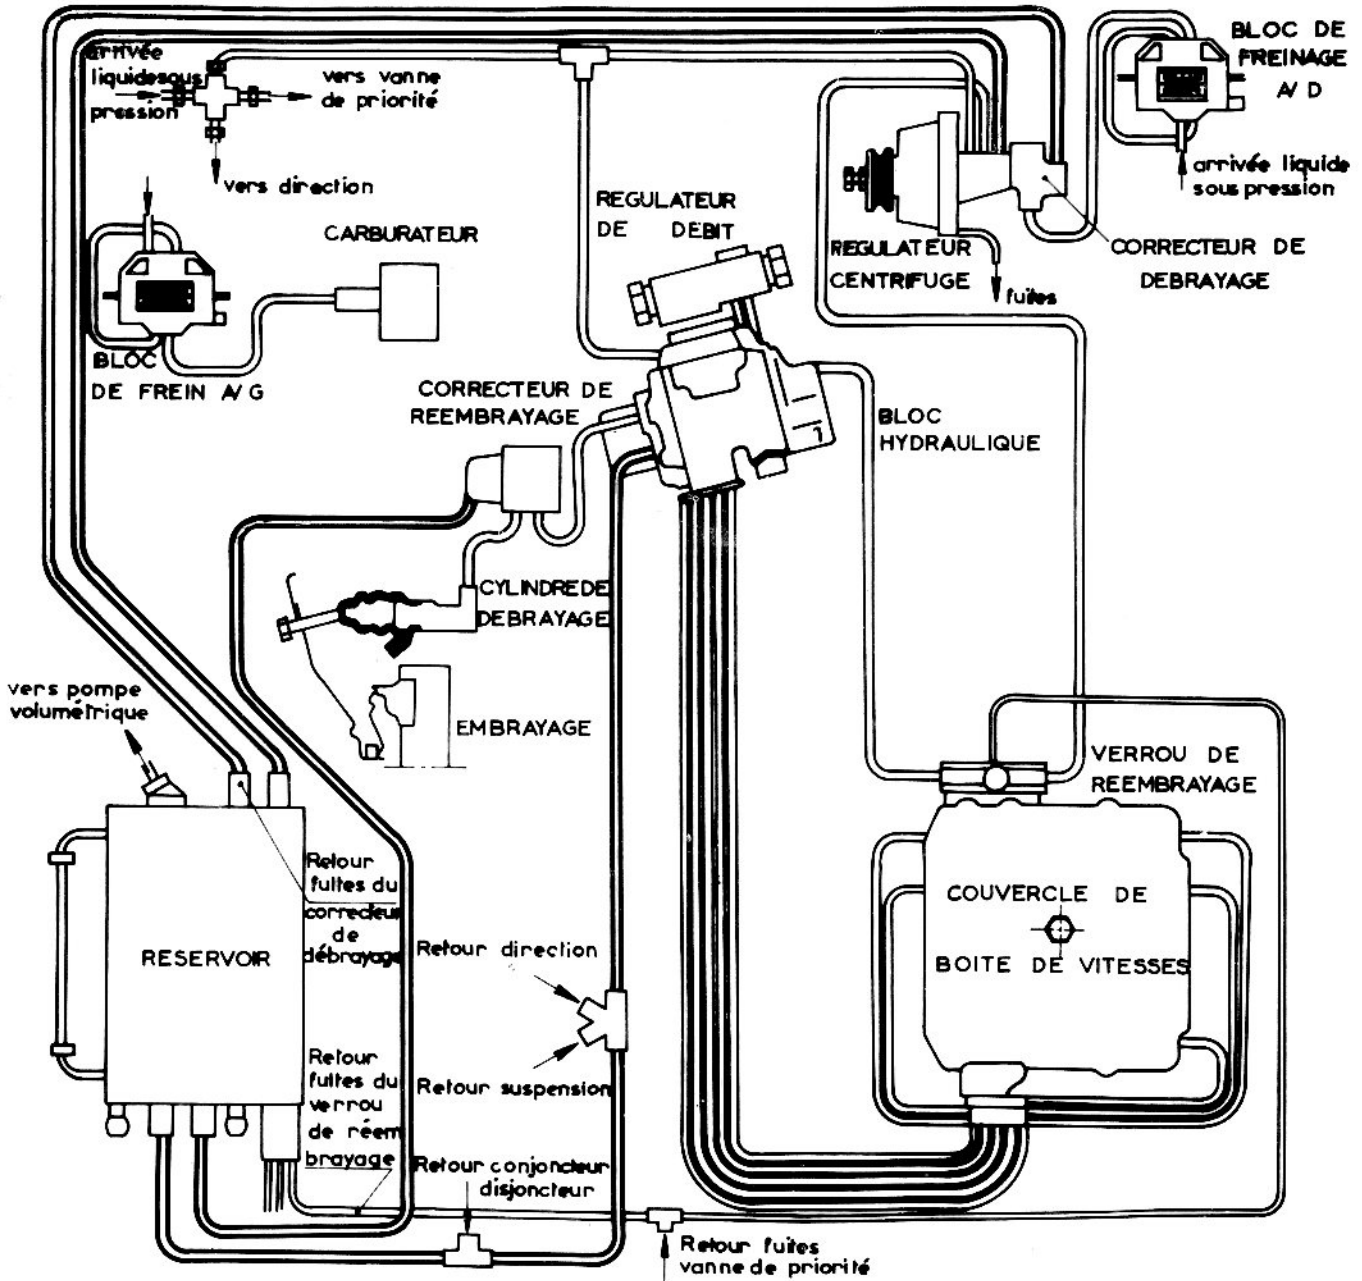 arrivée
liquide sous
pression
vers vanne
de priorité
vers direction
BLOC DE
FREINAGE
A/D
arrivée liquide
sous pression
REGULATEUR
DE DEBIT
CARBURATEUR
REGULATEUR
CENTRIFUGE
fuites
CORRECTEUR DE
DEBRAYAGE
BLOC
DE FREIN A/G
CORRECTEUR DE
REEMBRAYAGE
BLOC
HYDRAULIQUE
CYLINDRE DE
DEBRAYAGE
EMBRAYAGE
vers pompe
volumétrique
VERROU DE
REEMBRAYAGE
Retour
fuites du
correcteur
de
débrayage
RESERVOIR
Retour direction
COUVERCLE DE
BOITE DE VITESSES
Retour
fuites du
verrou
de réem
brayage
Retour suspension
Retour conjoncteur
disjoncteur
Retour fuites
vanne de priorité